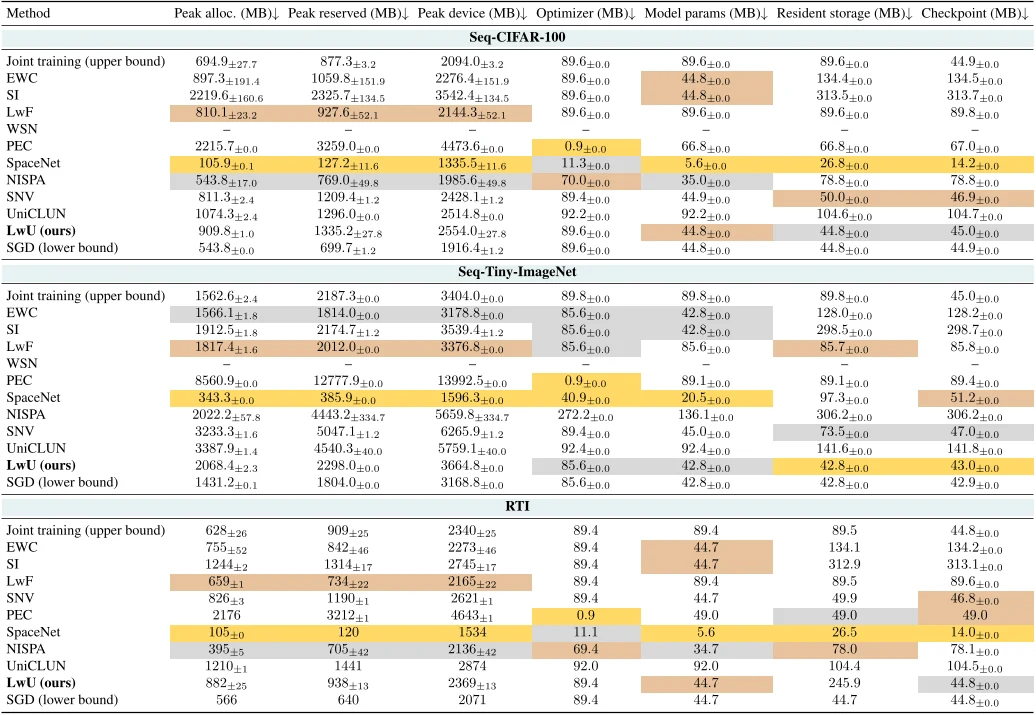 Method Peak alloc. (MB)↓ Peak reserved (MB)↓ Peak device (MB)↓ Optimizer (MB)↓ Model params (MB)↓ Resident storage (MB)↓ Checkpoint (MB)↓
Seq-CIFAR-100
Joint training (upper bound) 694.9±27.7 877.3±3.2 2094.0±3.2 89.6±0.0 89.6±0.0 89.6±0.0 44.9±0.0
EWC 897.3±191.4 1059.8±151.9 2276.4±151.9 89.6±0.0 44.8±0.0 134.4±0.0 134.5±0.0
SI 2219.6±160.6 2325.7±134.5 3542.4±134.5 89.6±0.0 44.8±0.0 313.5±0.0 313.7±0.0
LwF 810.1±23.2 927.6±52.1 2144.3±52.1 89.6±0.0 89.6±0.0 89.6±0.0 89.8±0.0
WSN – – – – – – –
PEC 2215.7±0.0 3259.0±0.0 4473.6±0.0 0.9±0.0 66.8±0.0 66.8±0.0 67.0±0.0
SpaceNet 105.9±0.1 127.2±11.6 1335.5±11.6 11.3±0.0 5.6±0.0 26.8±0.0 14.2±0.0
NISPA 543.8±17.0 769.0±49.8 1985.6±49.8 70.0±0.0 35.0±0.0 78.8±0.0 78.8±0.0
SNV 811.3±2.4 1209.4±1.2 2428.1±1.2 89.4±0.0 44.9±0.0 50.0±0.0 46.9±0.0
UniCLUN 1074.3±2.4 1296.0±0.0 2514.8±0.0 92.2±0.0 92.2±0.0 104.6±0.0 104.7±0.0
LwU (ours) 909.8±1.0 1335.2±27.8 2554.0±27.8 89.6±0.0 44.8±0.0 44.8±0.0 45.0±0.0
SGD (lower bound) 543.8±0.0 699.7±1.2 1916.4±1.2 89.6±0.0 44.8±0.0 44.8±0.0 44.9±0.0
Seq-Tiny-ImageNet
Joint training (upper bound) 1562.6±2.4 2187.3±0.0 3404.0±0.0 89.8±0.0 89.8±0.0 89.8±0.0 45.0±0.0
EWC 1566.1±1.8 1814.0±0.0 3178.8±0.0 85.6±0.0 42.8±0.0 128.0±0.0 128.2±0.0
SI 1912.5±1.8 2174.7±1.2 3539.4±1.2 85.6±0.0 42.8±0.0 298.5±0.0 298.7±0.0
LwF 1817.4±1.6 2012.0±0.0 3376.8±0.0 85.6±0.0 85.6±0.0 85.7±0.0 85.8±0.0
WSN – – – – – – –
PEC 8560.9±0.0 12777.9±0.0 13992.5±0.0 0.9±0.0 89.1±0.0 89.1±0.0 89.4±0.0
SpaceNet 343.3±0.0 385.9±0.0 1596.3±0.0 40.9±0.0 20.5±0.0 97.3±0.0 51.2±0.0
NISPA 2022.2±57.8 4443.2±334.7 5659.8±334.7 272.2±0.0 136.1±0.0 306.2±0.0 306.2±0.0
SNV 3233.3±1.6 5047.1±1.2 6265.9±1.2 89.4±0.0 45.0±0.0 73.5±0.0 47.0±0.0
UniCLUN 3387.9±1.4 4540.3±40.0 5759.1±40.0 92.4±0.0 92.4±0.0 141.6±0.0 141.8±0.0
LwU (ours) 2068.4±2.3 2298.0±0.0 3664.8±0.0 85.6±0.0 42.8±0.0 42.8±0.0 43.0±0.0
SGD (lower bound) 1431.2±0.1 1804.0±0.0 3168.8±0.0 85.6±0.0 42.8±0.0 42.8±0.0 42.9±0.0
RTI
Joint training (upper bound) 628±26 909±25 2340±25 89.4 89.4 89.5 44.8±0.0
EWC 755±52 842±46 2273±46 89.4 44.7 134.1 134.2±0.0
SI 1244±2 1314±17 2745±17 89.4 44.7 312.9 313.1±0.0
LwF 659±1 734±22 2165±22 89.4 89.4 89.5 89.6±0.0
SNV 826±3 1190±1 2621±1 89.4 44.7 49.9 46.8±0.0
PEC 2176 3212±1 4643±1 0.9 49.0 49.0 49.0
SpaceNet 105±0 120 1534 11.1 5.6 26.5 14.0±0.0
NISPA 395±5 705±42 2136±42 69.4 34.7 78.0 78.1±0.0
UniCLUN 1210±1 1441 2874 92.0 92.0 104.4 104.5±0.0
LwU (ours) 882±25 938±13 2369±13 89.4 44.7 245.9 44.8±0.0
SGD (lower bound) 566 640 2071 89.4 44.7 44.7 44.8±0.0